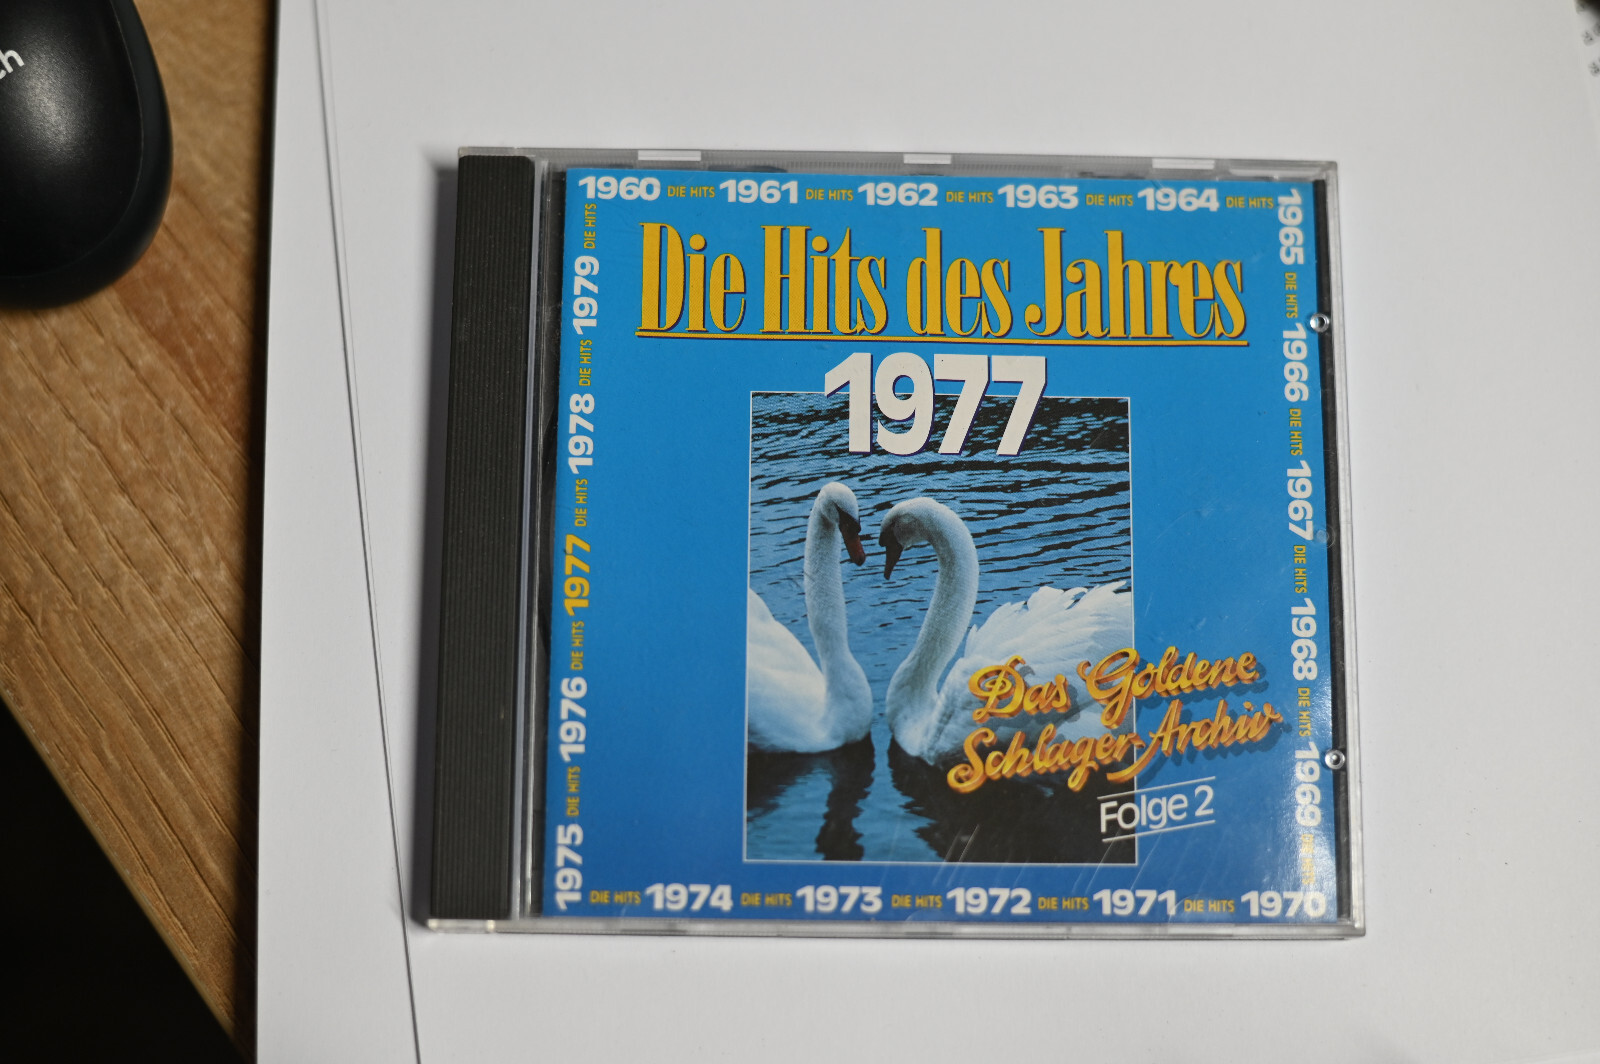 1960 DIE HITS 1961 DIE HITS 1962 DIE HITS 1963 DIE HITS 1964 DIE HITS
1965 DIE HITS 1966 DIE HITS 1967 DIE HITS 1968 DIE HITS 1969 DIE HITS
1970
Die Hits des Jahres
1977
Das Goldene
Schlager-Archiv
Folge 2
1975 DIE HITS 1976 DIE HITS 1977 DIE HITS 1978 DIE HITS 1979 DIE HITS
DIE HITS 1974 DIE HITS 1973 DIE HITS 1972 DIE HITS 1971 DIE HITS